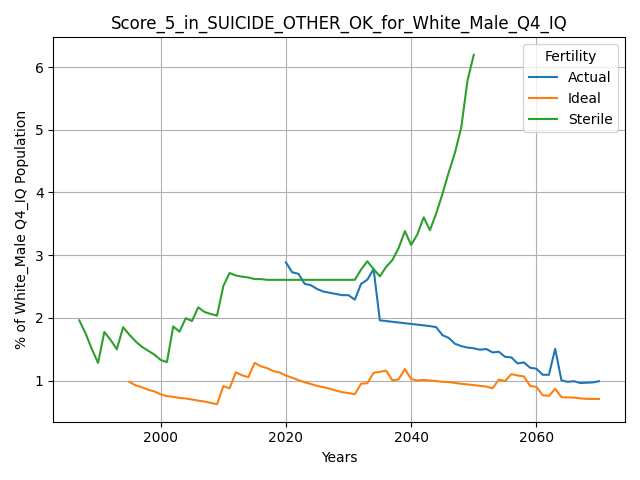 Score_5_in_SUICIDE_OTHER_OK_for_White_Male_Q4_IQ
% of White_Male Q4_IQ Population
6
5
4
3
2
1
Fertility
Actual
Ideal
Sterile
2000
2020
2040
2060
Years